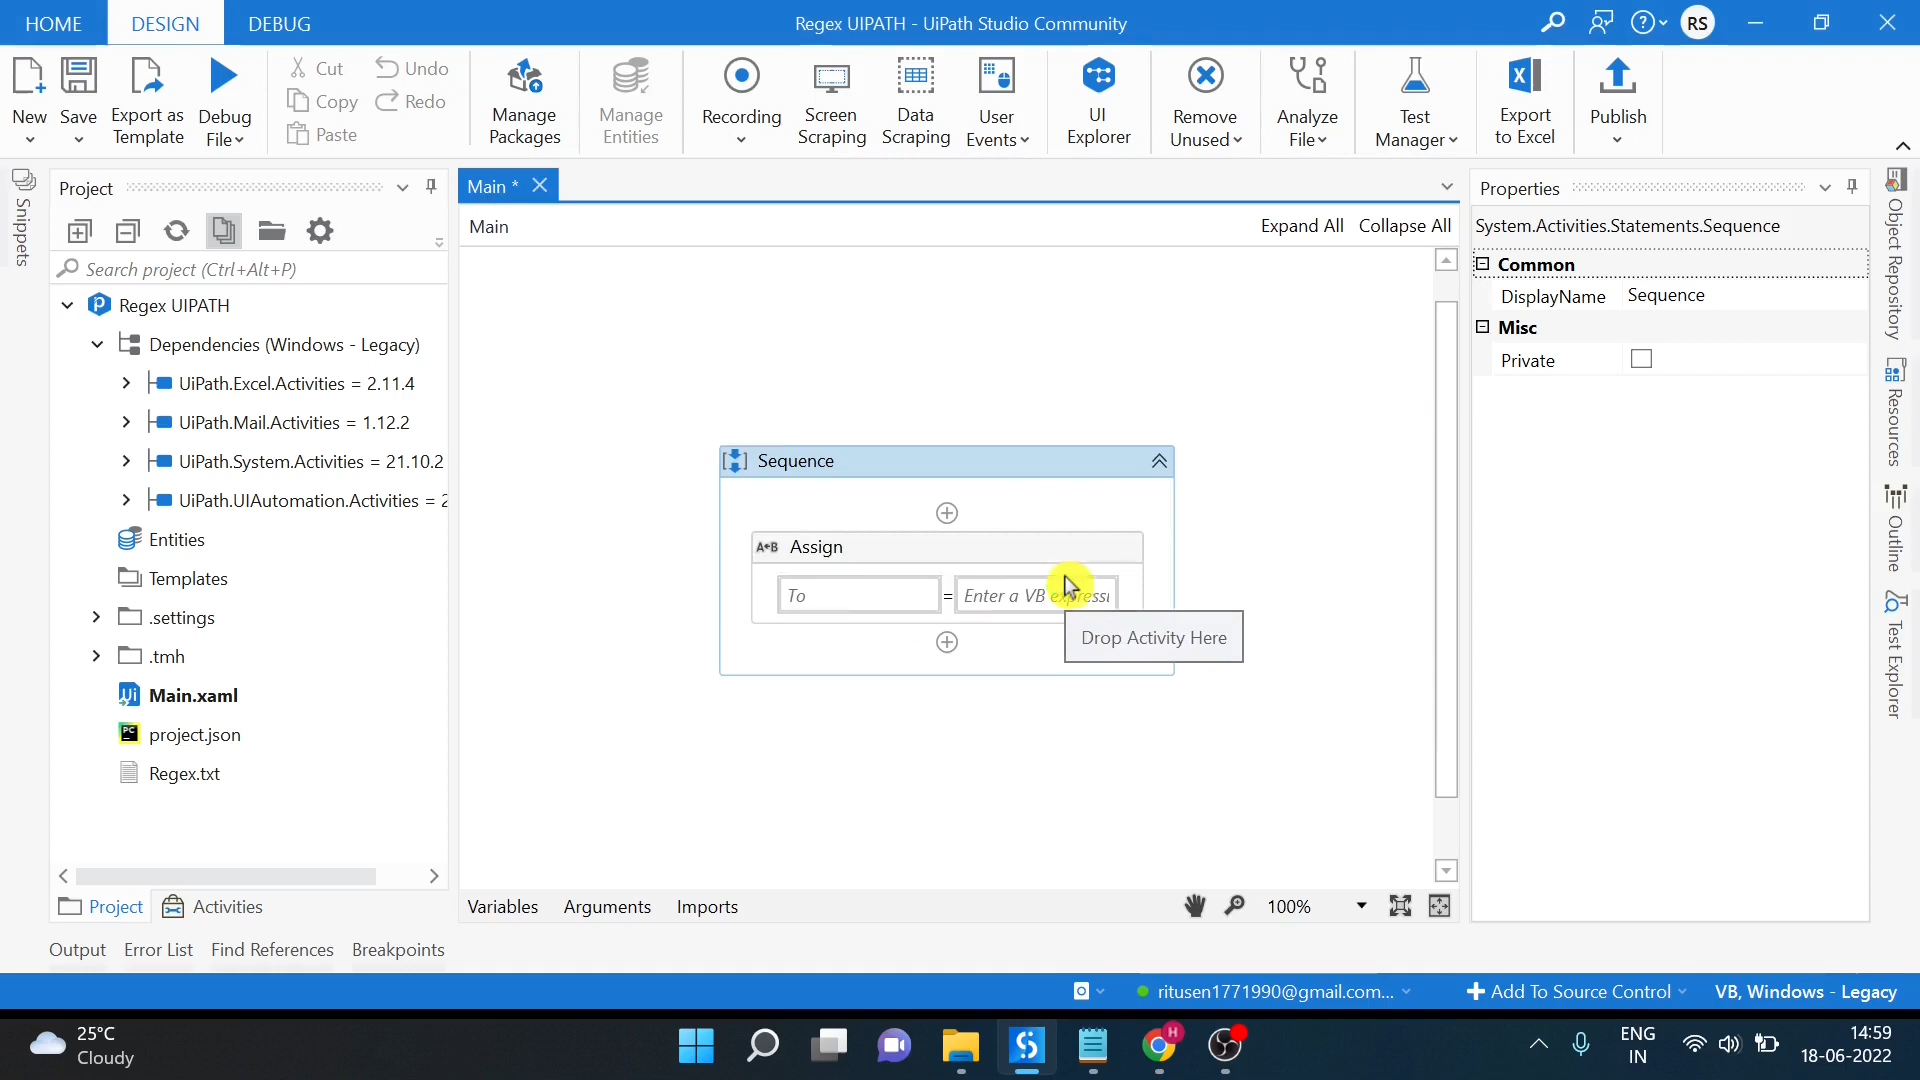 HOME DESIGN DEBUG Regex UIPATH - UiPath Studio Community RS
New Save Export as Template Debug File Cut Copy Paste Undo Redo Manage Packages Manage Entities Recording Screen Scraping Data Scraping User Events UI Explorer Remove Unused Analyze File Test Manager Export to Excel Publish
Snippets
Project
Search project (Ctrl+Alt+P)
Regex UIPATH
Dependencies (Windows - Legacy)
UiPath.Excel.Activities = 2.11.4
UiPath.Mail.Activities = 1.12.2
UiPath.System.Activities = 21.10.2
UiPath.UIAutomation.Activities = 2
Entities
Templates
.settings
.tmh
Main.xaml
project.json
Regex.txt
Project Activities
Main *
Main Expand All Collapse All
Sequence
Assign
To = Enter a VB expressi
Drop Activity Here
Variables Arguments Imports 100%
Properties
System.Activities.Statements.Sequence
Common
DisplayName Sequence
Misc
Private
Object Repository
Resources
Outline
Test Explorer
Output Error List Find References Breakpoints
ritusen1771990@gmail.com... Add To Source Control VB, Windows - Legacy
25°C
Cloudy
H
ENG
IN
14:59
18-06-2022